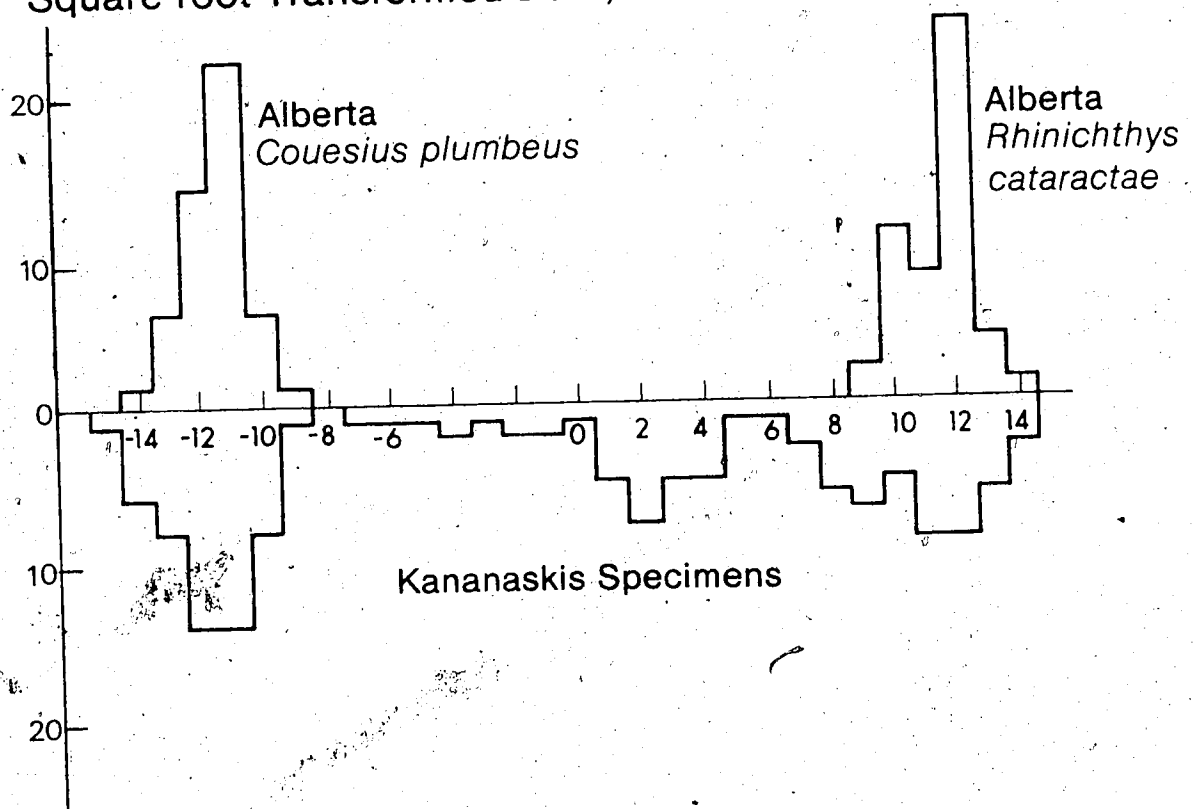 Square root Transformed
20
Alberta
Couesius plumbeus
Alberta
Rhinichthys
cataractae
10
0
-14 -12 -10 -8 -6 0 2 4 6 8 10 12 14
Kananaskis Specimens
10
20